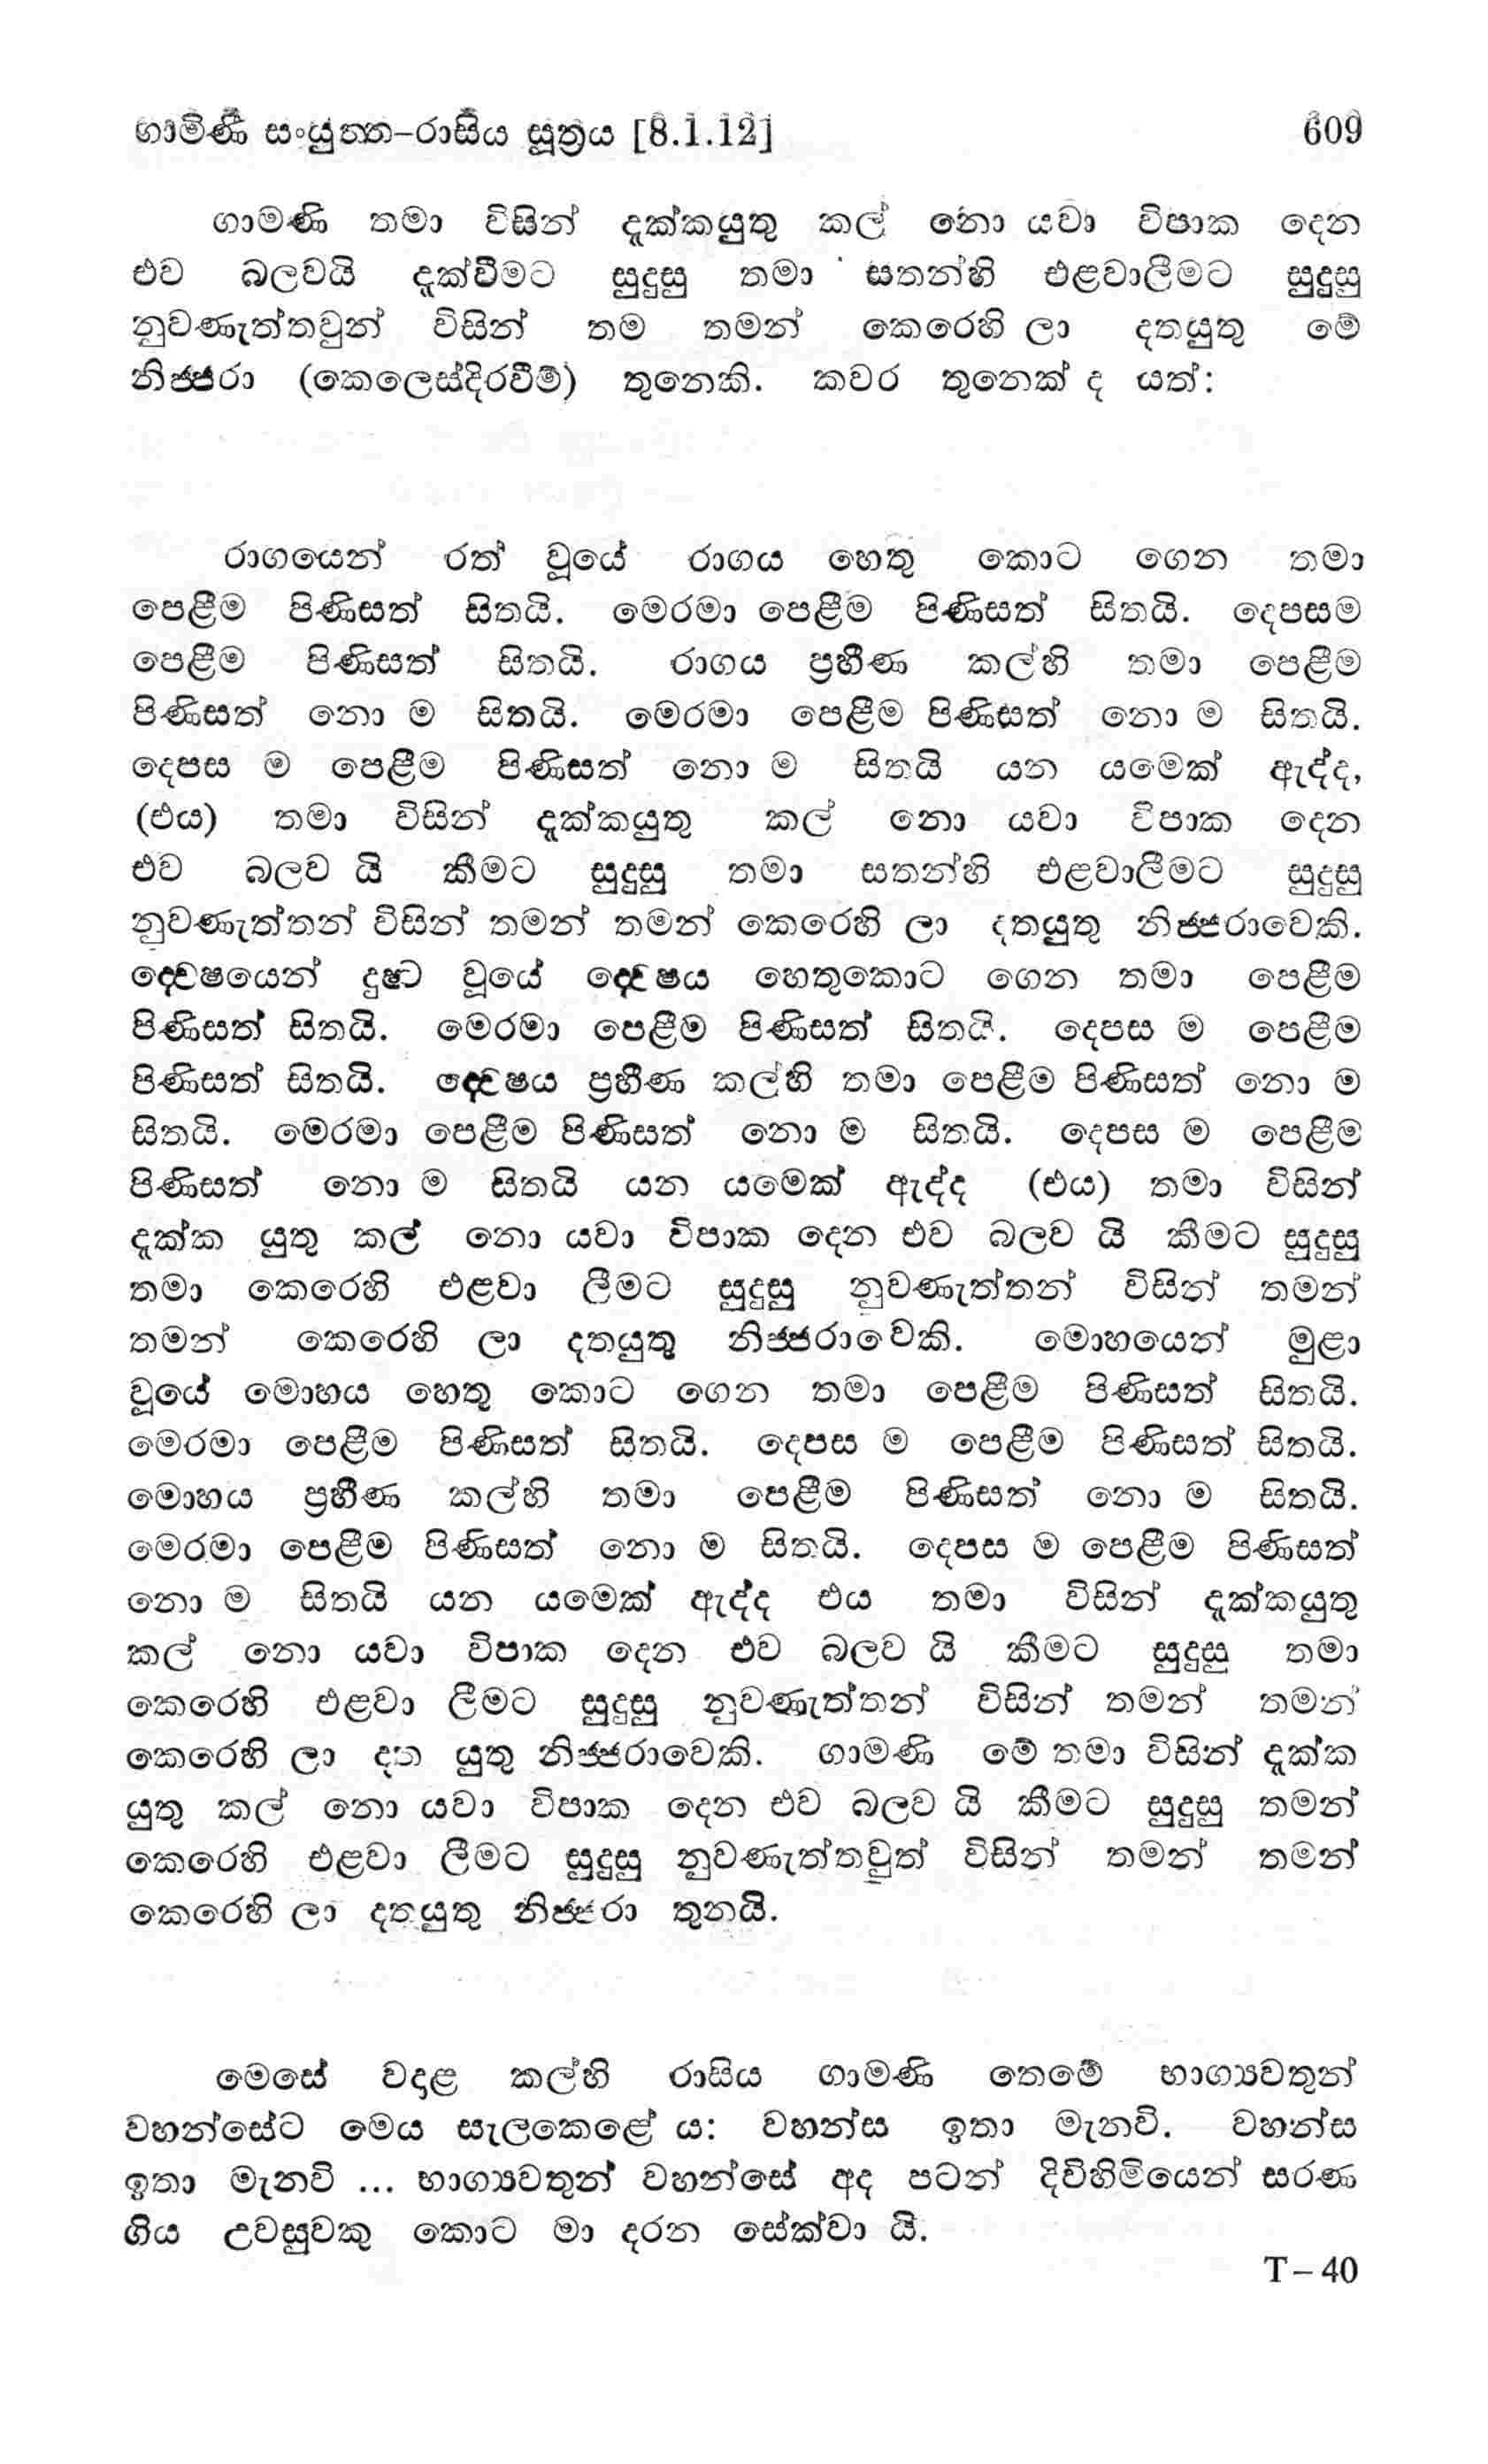 ගාමිණී සංයුත්ත-රාසිය සූත්‍රය [8.1.12] 609
ගාමණි තමා විසින් දැක්කයුතු කල් නො යවා විපාක දෙන
එව බලවයි දැක්වීමට සුදුසු තමා සතන්හි එළවාලීමට සුදුසු
නුවණැත්තවුන් විසින් තම තමන් කෙරෙහි ලා දතයුතු මේ
නිජ්ජරා (කෙලෙස්දිරවීම්) තුනෙකි. කවර තුනෙක් ද යත්:
රාගයෙන් රත් වූයේ රාගය හෙතු කොට ගෙන තමා
පෙළීම පිණිසත් සිතයි. මෙරමා පෙළීම පිණිසත් සිතයි. දෙපසම
පෙළීම පිණිසත් සිතයි. රාගය ප්‍රහීණ කල්හි තමා පෙළීම
පිණිසත් නො ම සිතයි. මෙරමා පෙළීම පිණිසත් නො ම සිතයි.
දෙපස ම පෙළීම පිණිසත් නො ම සිතයි යන යමෙක් ඇද්ද,
(එය) තමා විසින් දැක්කයුතු කල් නො යවා විපාක දෙන
එව බලව යි කීමට සුදුසු තමා සතන්හි එළවාලීමට සුදුසු
නුවණැත්තන් විසින් තමන් තමන් කෙරෙහි ලා දතයුතු නිජ්ජරාවෙකි.
ද්වෙෂයෙන් දුෂ්ට වූයේ ද්වෙෂය හෙතුකොට ගෙන තමා පෙළීම
පිණිසත් සිතයි. මෙරමා පෙළීම පිණිසත් සිතයි. දෙපස ම පෙළීම
පිණිසත් සිතයි. ද්වෙෂය ප්‍රහීණ කල්හි තමා පෙළීම පිණිසත් නො ම
සිතයි. මෙරමා පෙළීම පිණිසත් නො ම සිතයි. දෙපස ම පෙළීම
පිණිසත් නො ම සිතයි යන යමෙක් ඇද්ද (එය) තමා විසින්
දැක්ක යුතු කල් නො යවා විපාක දෙන එව බලව යි කීමට සුදුසු
තමා කෙරෙහි එළවා ලීමට සුදුසු නුවණැත්තන් විසින් තමන්
තමන් කෙරෙහි ලා දතයුතු නිජ්ජරාවෙකි. මොහයෙන් මුළා
වූයේ මොහය හෙතු කොට ගෙන තමා පෙළීම පිණිසත් සිතයි.
මෙරමා පෙළීම පිණිසත් සිතයි. දෙපස ම පෙළීම පිණිසත් සිතයි.
මොහය ප්‍රහීණ කල්හි තමා පෙළීම පිණිසත් නො ම සිතයි.
මෙරමා පෙළීම පිණිසත් නො ම සිතයි. දෙපස ම පෙළීම පිණිසත්
නො ම සිතයි යන යමෙක් ඇද්ද එය තමා විසින් දැක්කයුතු
කල් නො යවා විපාක දෙන එව බලව යි කීමට සුදුසු තමා
කෙරෙහි එළවා ලීමට සුදුසු නුවණැත්තන් විසින් තමන් තමන්
කෙරෙහි ලා දත යුතු නිජ්ජරාවෙකි. ගාමණි මේ තමා විසින් දැක්ක
යුතු කල් නො යවා විපාක දෙන එව බලව යි කීමට සුදුසු තමන්
කෙරෙහි එළවා ලීමට සුදුසු නුවණැත්තවුන් විසින් තමන් තමන්
කෙරෙහි ලා දතයුතු නිජ්ජරා තුනයි.
මෙසේ වදාළ කල්හි රාසිය ගාමණි තෙමේ භාග්‍යවතුන්
වහන්සේට මෙය සැලකෙළේ ය: වහන්ස ඉතා මැනවි. වහන්ස
ඉතා මැනවි ... භාග්‍යවතුන් වහන්සේ අද පටන් දිවිහිමියෙන් සරණ
ගිය උවසුවකු කොට මා දරන සේක්වා යි.
T-40